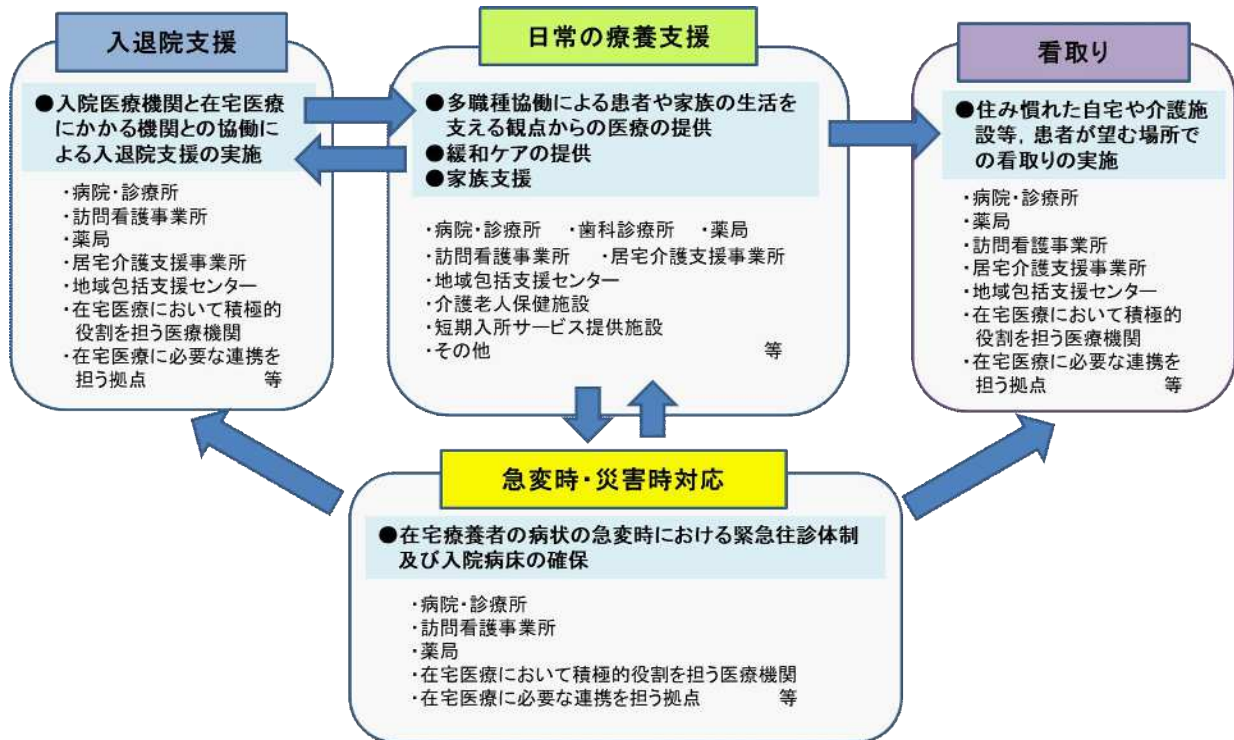 入退院支援
●入院医療機関と在宅医療
にかかる機関との協働に
よる入退院支援の実施
・病院・診療所
・訪問看護事業所
・薬局
・居宅介護支援事業所
・地域包括支援センター
・在宅医療において積極的
役割を担う医療機関
・在宅医療に必要な連携を
担う拠点 等
日常の療養支援
●多職種協働による患者や家族の生活を
支える観点からの医療の提供
●緩和ケアの提供
●家族支援
・病院・診療所 ・歯科診療所 ・薬局
・訪問看護事業所 ・居宅介護支援事業所
・地域包括支援センター
・介護老人保健施設
・短期入所サービス提供施設
・その他 等
看取り
●住み慣れた自宅や介護施
設等，患者が望む場所で
の看取りの実施
・病院・診療所
・薬局
・訪問看護事業所
・居宅介護支援事業所
・地域包括支援センター
・在宅医療において積極的
役割を担う医療機関
・在宅医療に必要な連携を
担う拠点 等
急変時・災害時対応
●在宅療養者の病状の急変時における緊急往診体制
及び入院病床の確保
・病院・診療所
・訪問看護事業所
・薬局
・在宅医療において積極的役割を担う医療機関
・在宅医療に必要な連携を担う拠点 等